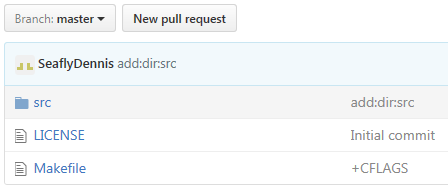 Branch: master New pull request
SeaflyDennis add:dir:src
src add:dir:src
LICENSE Initial commit
Makefile +CFLAGS